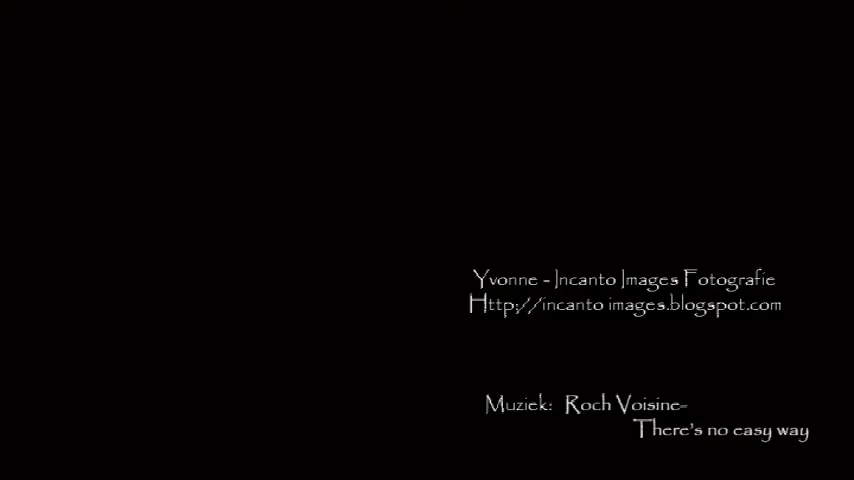 Yvonne - Incanto Images Fotografie
Http://incanto images.blogspot.com
Muziek: Roch Voisine-
There's no easy way